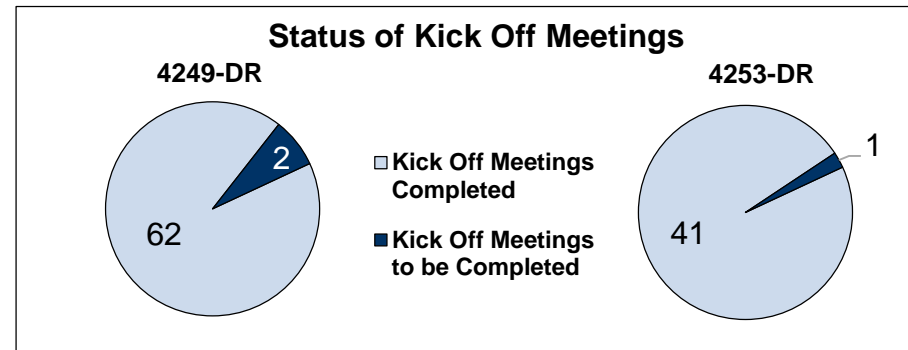 Status of Kick Off Meetings
4249-DR
4253-DR
2
62
Kick Off Meetings
Completed
Kick Off Meetings
to be Completed
1
41